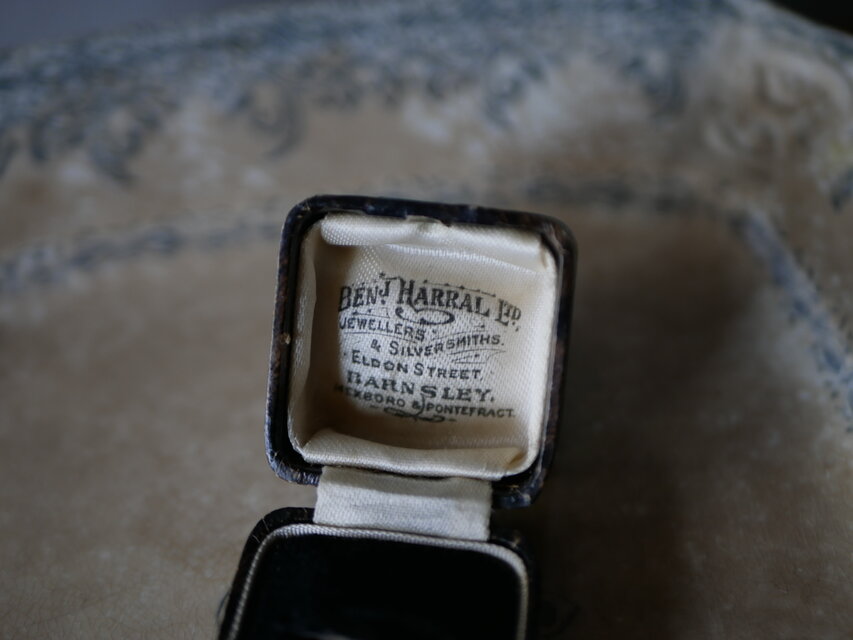 BENJ HARRAL LTD
JEWELLERS
& SILVERSMITHS.
ELDON STREET,
BARNSLEY.
MEXBORO & PONTEFRACT.